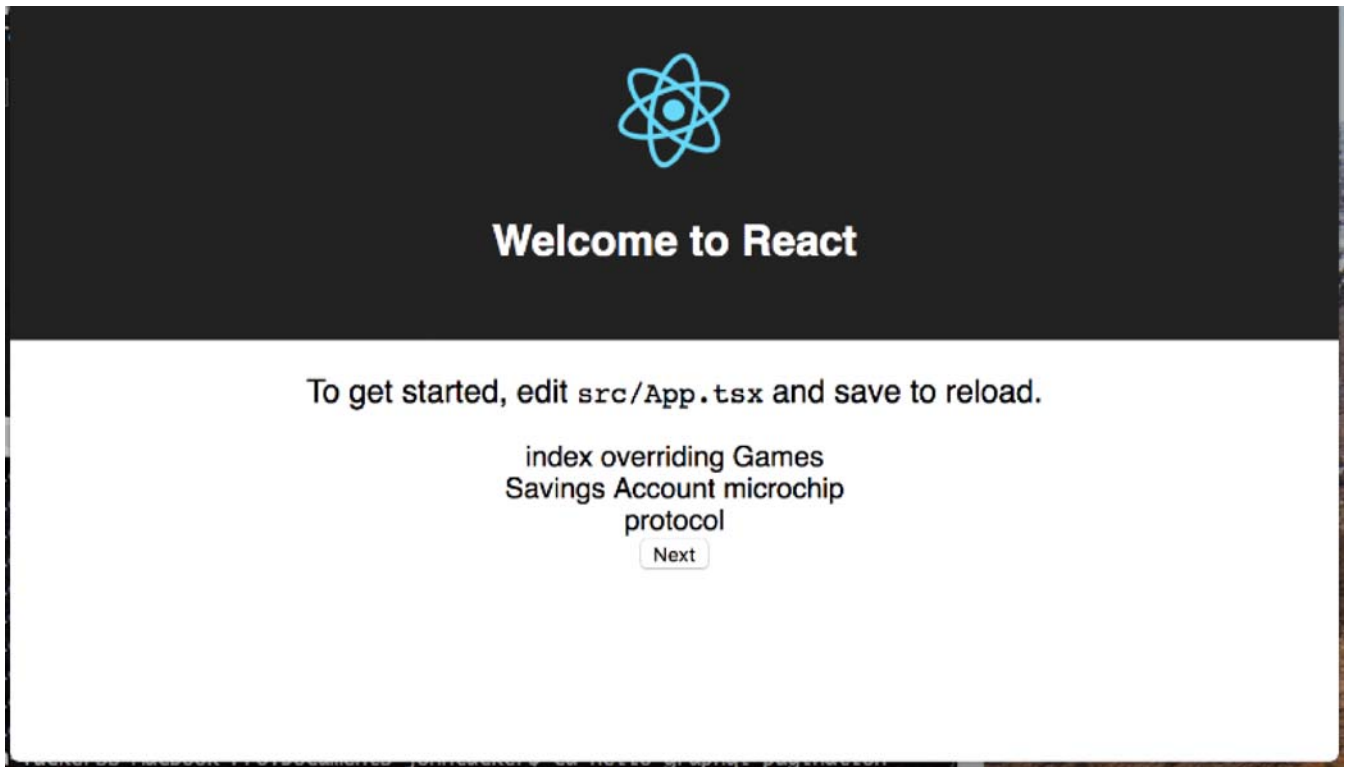 Welcome to React
To get started, edit src/App.tsx and save to reload.
index overriding Games
Savings Account microchip
protocol
Next